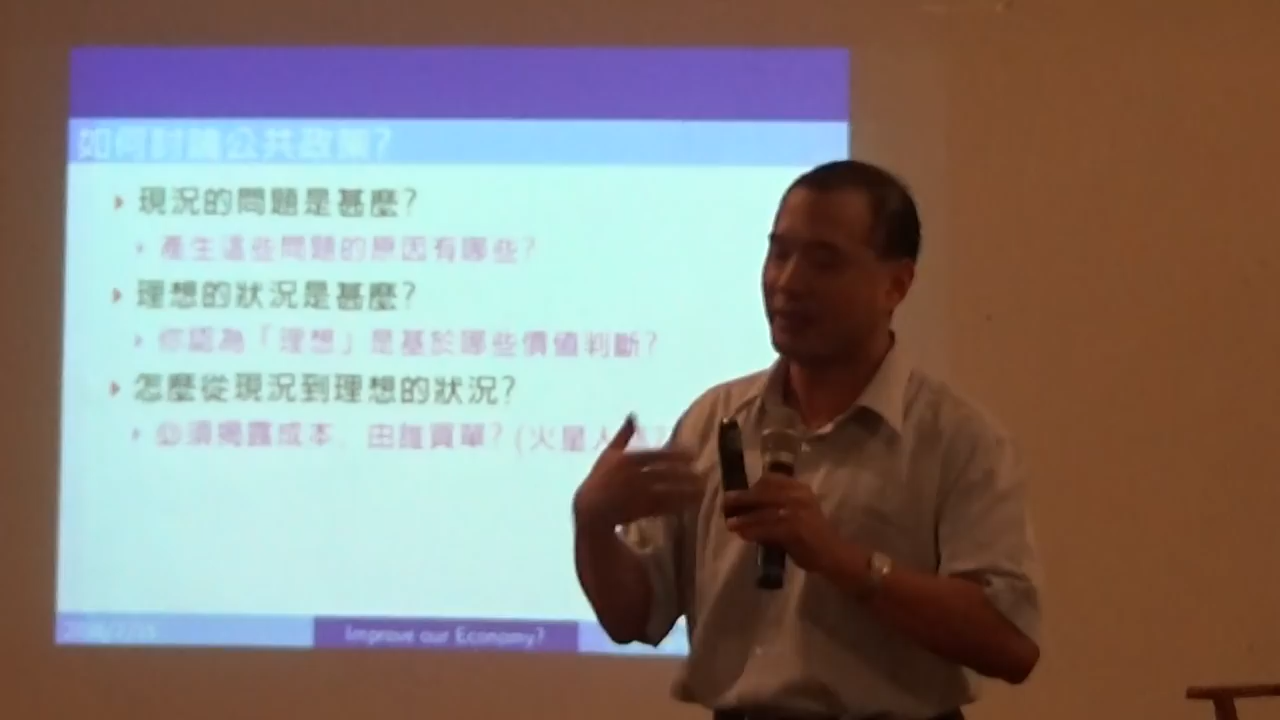 如何討論公共政策?
現況的問題是甚麼?
產生這些問題的原因有哪些?
理想的狀況是甚麼?
你認為「理想」是基於哪些價值判斷?
怎麼從現況到理想的狀況?
必須揭露成本、由誰買單? (火星人
Improve our Economy?